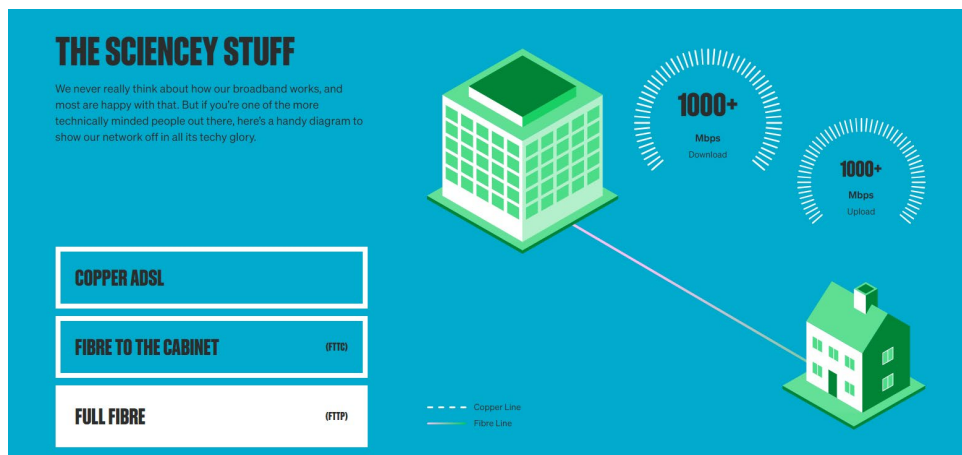 THE SCIENCEY STUFF
We never really think about how our broadband works, and
most are happy with that. But if you're one of the more
technically minded people out there, here's a handy diagram to
show our network off in all its techy glory.
COPPER ADSL
FIBRE TO THE CABINET (FTTC)
FULL FIBRE (FTTP)
1000+
Mbps
Download
1000+
Mbps
Upload
Copper Line
Fibre Line